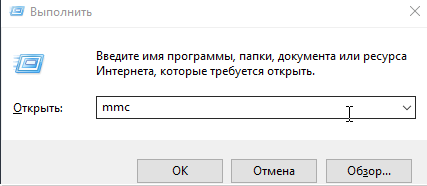 Выполнить
Введите имя программы, папки, документа или ресурса
Интернета, которые требуется открыть.
Открыть:
mmc
OK
Отмена
Обзор...